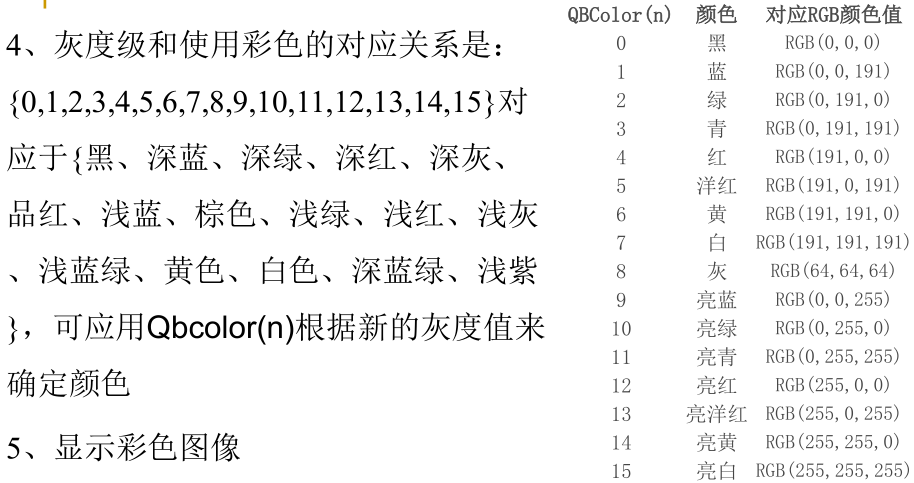 4、灰度级和使用彩色的对应关系是：
{0,1,2,3,4,5,6,7,8,9,10,11,12,13,14,15}对
应于{黑、深蓝、深绿、深红、深灰、
品红、浅蓝、棕色、浅绿、浅红、浅灰
、浅蓝绿、黄色、白色、深蓝绿、浅紫
}，可应用Qbcolor(n)根据新的灰度值来
确定颜色
5、显示彩色图像
QBColor(n) 颜色 对应RGB颜色值
0 黑 RGB(0,0,0)
1 蓝 RGB(0,0,191)
2 绿 RGB(0,191,0)
3 青 RGB(0,191,191)
4 红 RGB(191,0,0)
5 洋红 RGB(191,0,191)
6 黄 RGB(191,191,0)
7 白 RGB(191,191,191)
8 灰 RGB(64,64,64)
9 亮蓝 RGB(0,0,255)
10 亮绿 RGB(0,255,0)
11 亮青 RGB(0,255,255)
12 亮红 RGB(255,0,0)
13 亮洋红 RGB(255,0,255)
14 亮黄 RGB(255,255,0)
15 亮白 RGB(255,255,255)